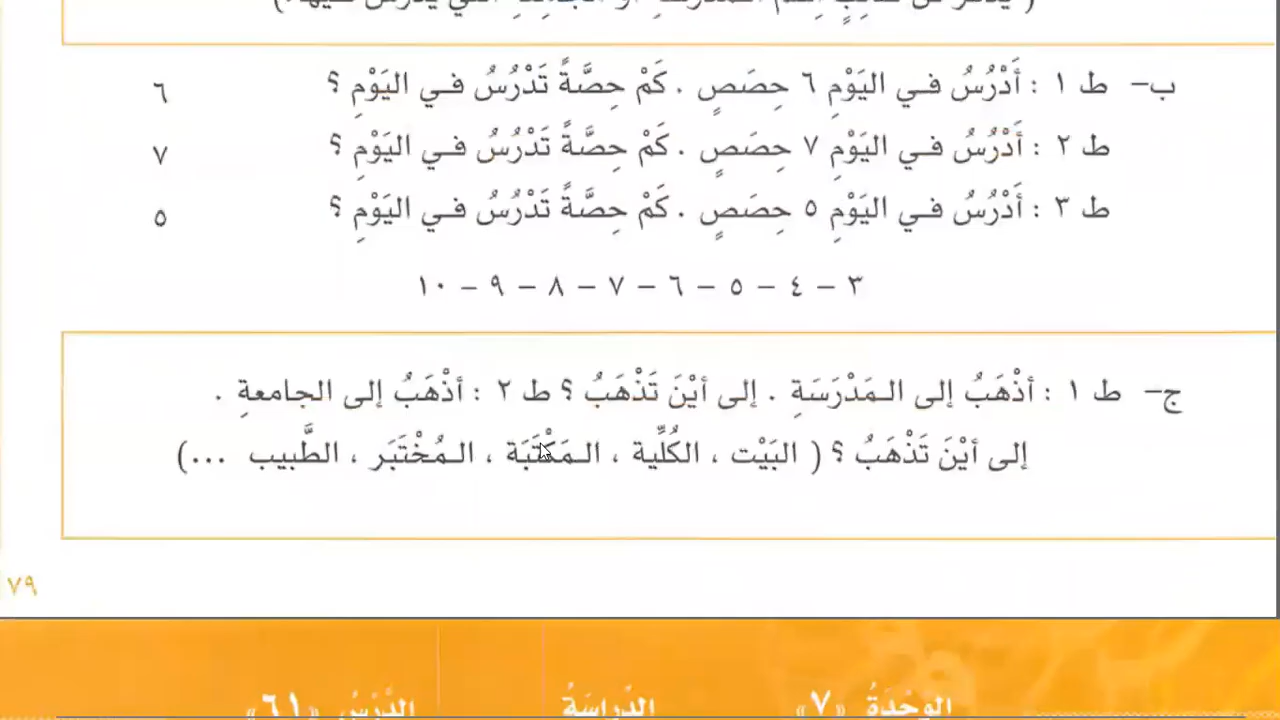 ب- ط ١ : أَدْرُسُ فـي اليَوْمِ ٦ حِصَصٍ . كَمْ حِصَّةً تَدْرُسُ فـي اليَوْمِ ؟ ٦
ط ٢ : أَدْرُسُ فـي اليَوْمِ ٧ حِصَصٍ . كَمْ حِصَّةً تَدْرُسُ فـي اليَوْمِ ؟ ٧
ط ٣ : أَدْرُسُ فـي اليَوْمِ ٥ حِصَصٍ . كَمْ حِصَّةً تَدْرُسُ فـي اليَوْمِ ؟ ٥
٣ – ٤ – ٥ – ٦ – ٧ – ٨ – ٩ – ١٠
ج- ط ١ : أذْهَبُ إلى الـمَدْرَسَةِ . إلى أيْنَ تَذْهَبُ ؟ ط ٢ : أذْهَبُ إلى الجامعةِ .
إلى أيْنَ تَذْهَبُ ؟ ( البَيْت ، الكُلِّية ، الـمَكْتَبَة ، الـمُخْتَبَر ، الطَّبيب ... )
٧٩
الوَحْدَةُ «٧» الدِّراسَةُ الدَّرْسُ «٦١»